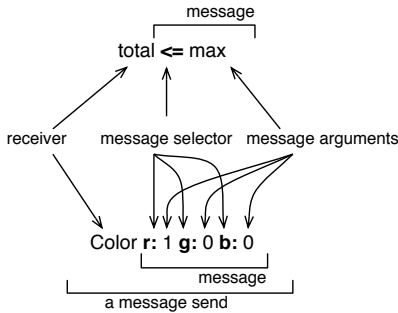 message
total <= max
receiver
message selector
message arguments
Color r: 1 g: 0 b: 0
message
a message send